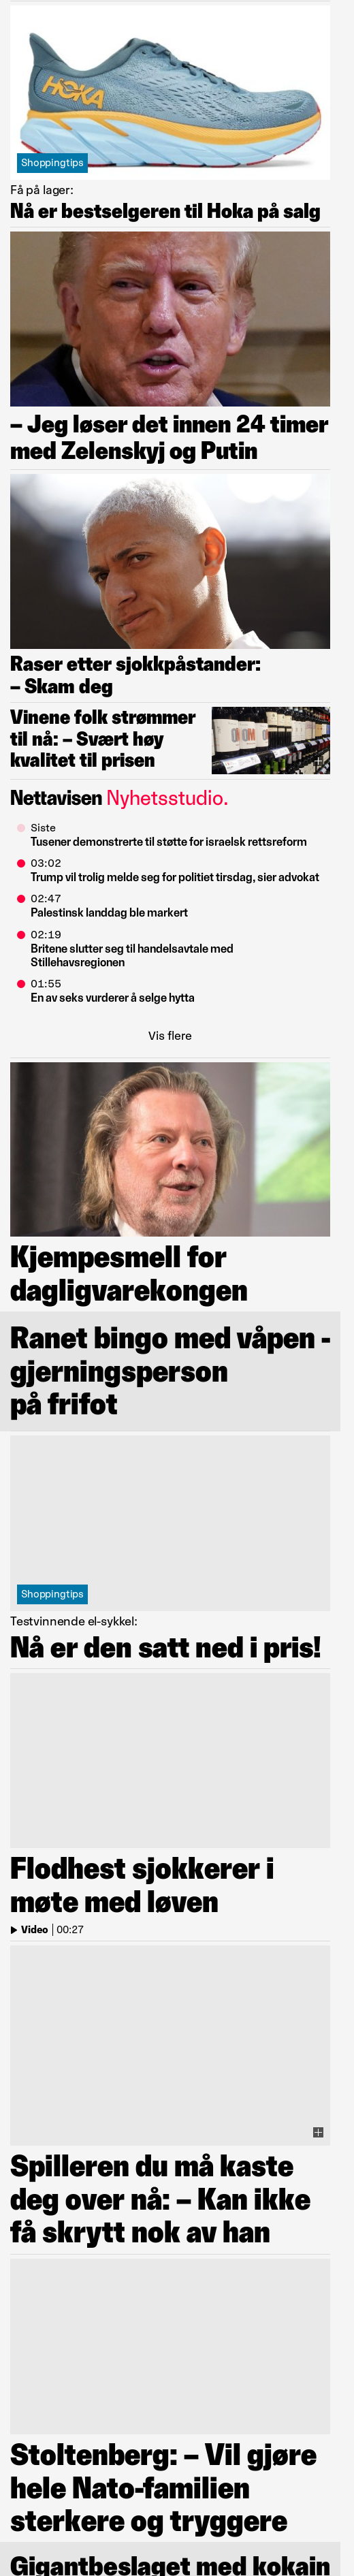 HOKA
Shoppingtips
Få på lager:
Nå er bestselgeren til Hoka på salg
– Jeg løser det innen 24 timer
med Zelenskyj og Putin
Raser etter sjokkpåstander:
– Skam deg
Vinene folk strømmer
til nå: – Svært høy
kvalitet til prisen
Nettavisen Nyhetsstudio.
Siste
Tusener demonstrerte til støtte for israelsk rettsreform
03:02
Trump vil trolig melde seg for politiet tirsdag, sier advokat
02:47
Palestinsk landdag ble markert
02:19
Britene slutter seg til handelsavtale med
Stillehavsregionen
01:55
En av seks vurderer å selge hytta
Vis flere
Kjempesmell for
dagligvarekongen
Ranet bingo med våpen -
gjerningsperson
på frifot
Shoppingtips
Testvinnende el-sykkel:
Nå er den satt ned i pris!
Flodhest sjokkerer i
møte med løven
Video | 00:27
Spilleren du må kaste
deg over nå: – Kan ikke
få skrytt nok av han
Stoltenberg: – Vil gjøre
hele Nato-familien
sterkere og tryggere
Gigantbeslaget med kokain